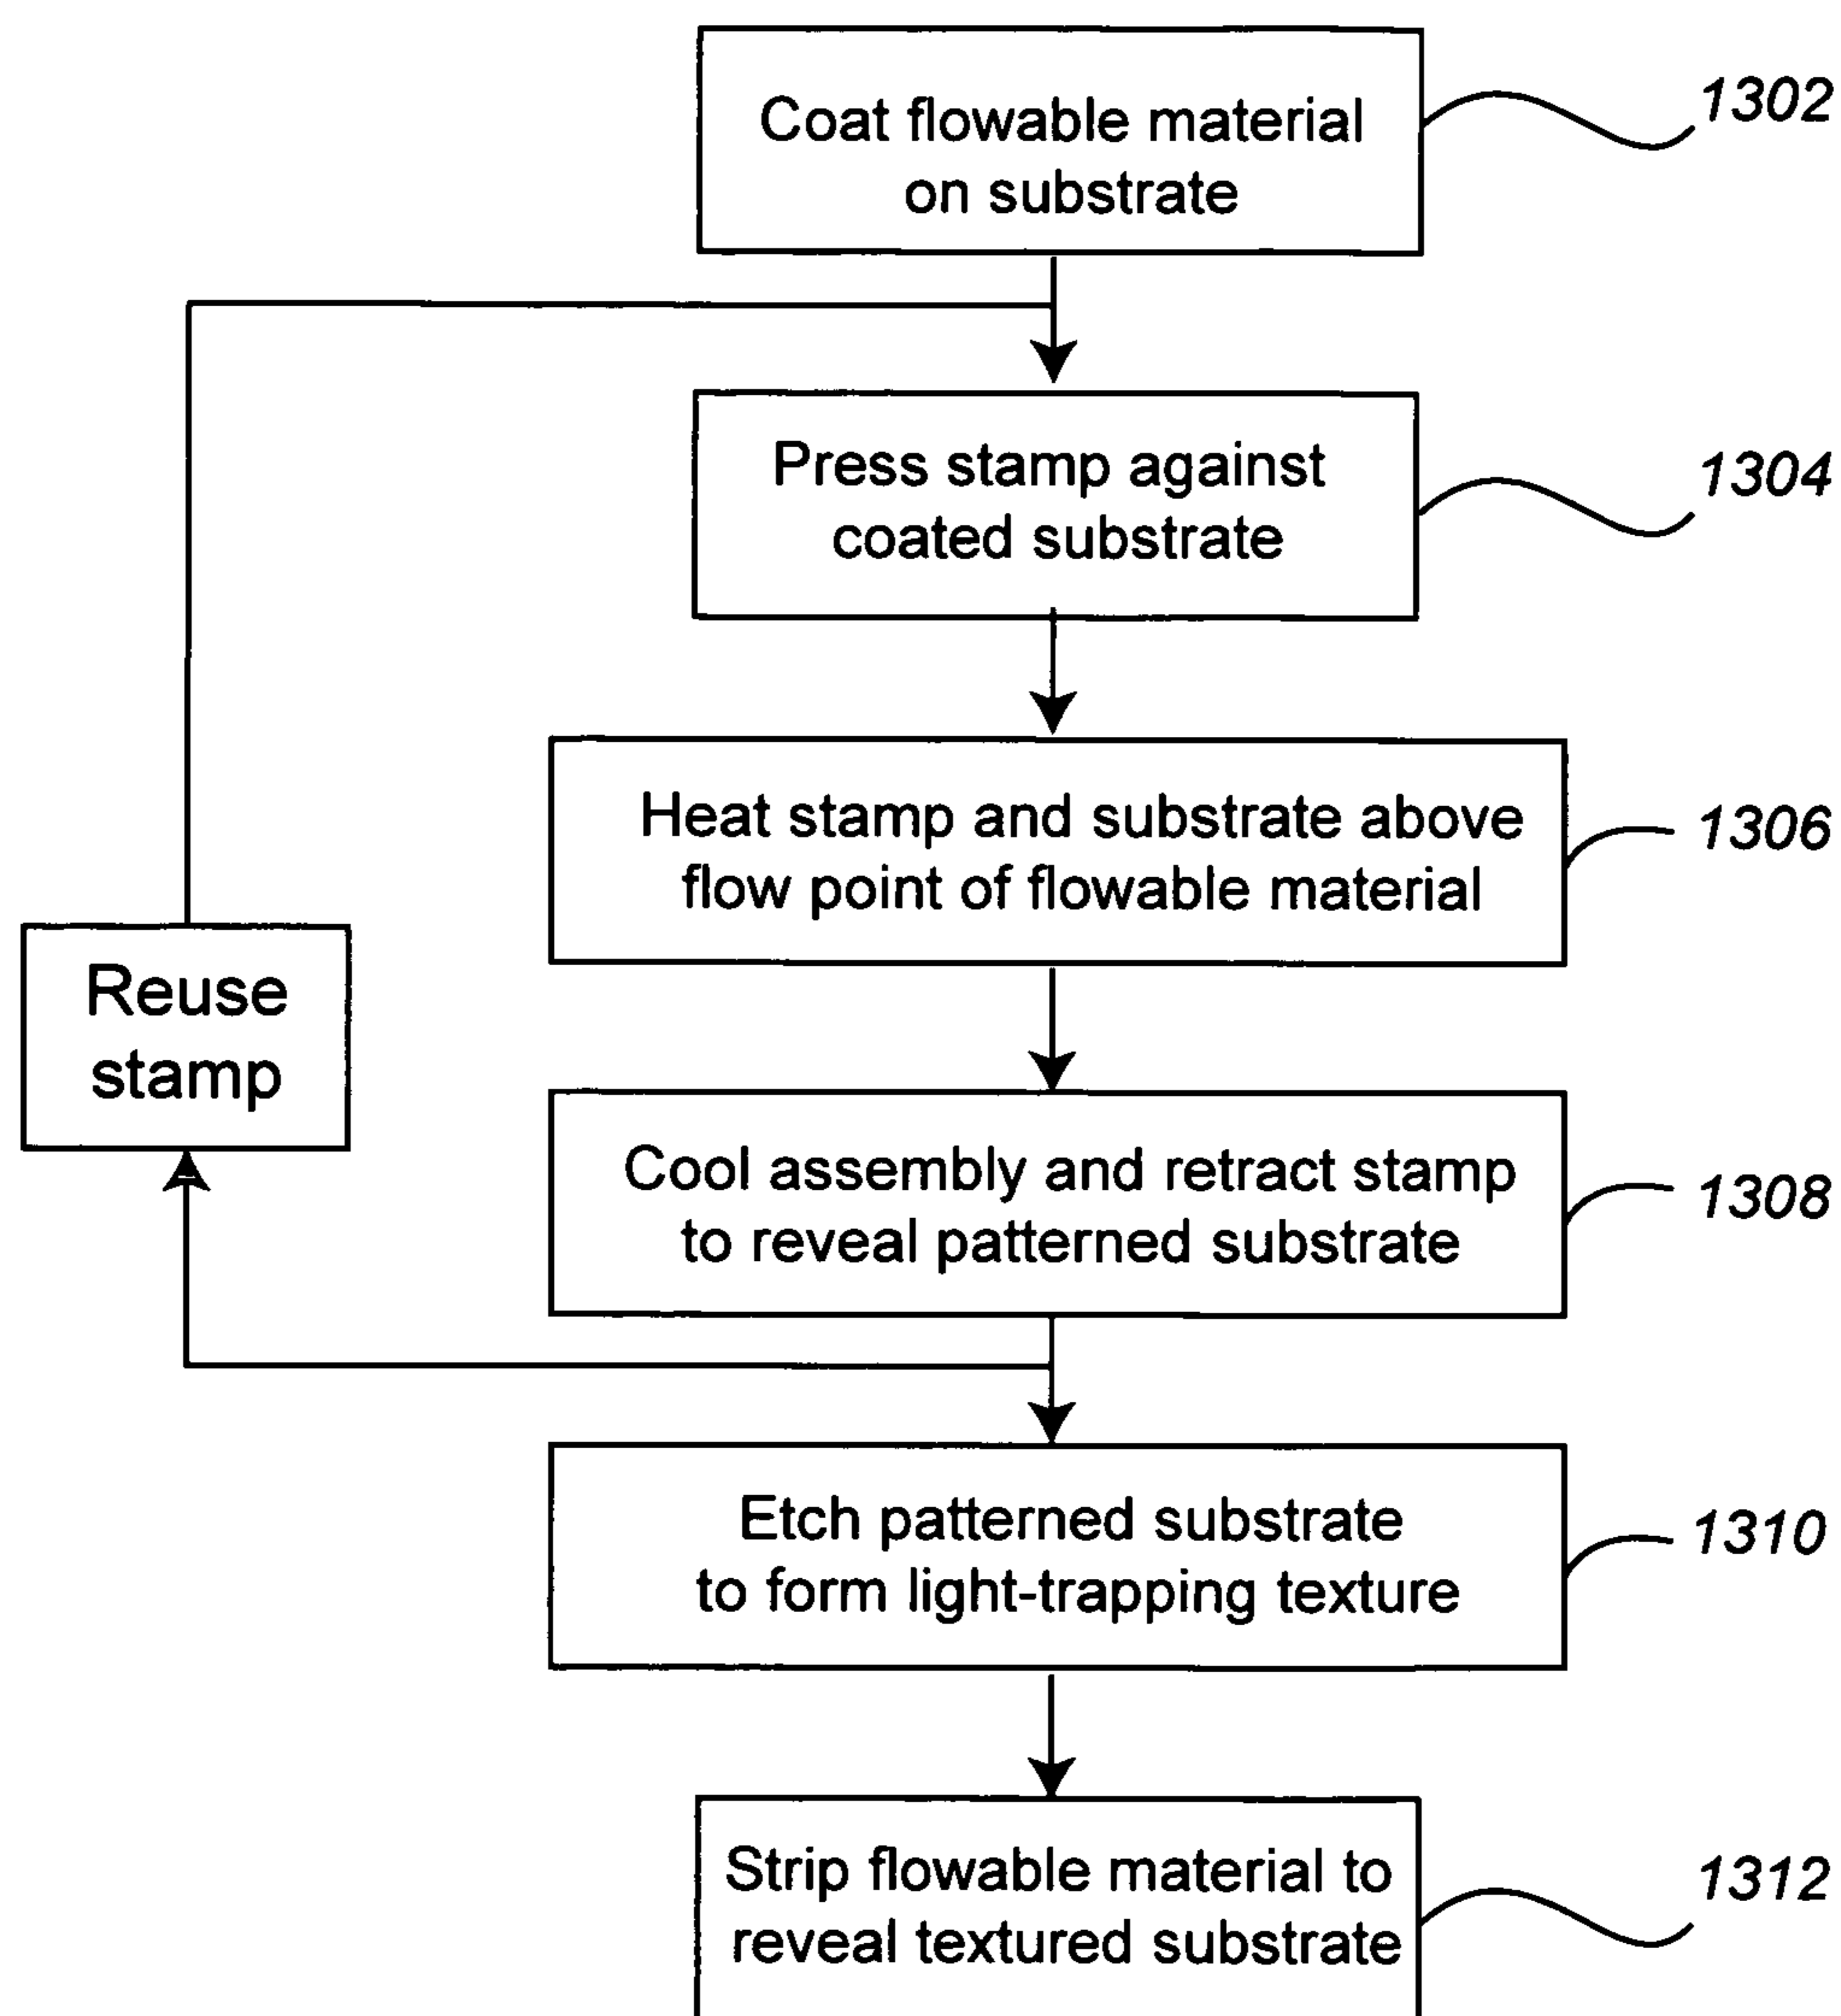 Coat flowable material
on substrate
1302
Press stamp against
coated substrate
1304
Heat stamp and substrate above
flow point of flowable material
1306
Reuse
stamp
Cool assembly and retract stamp
to reveal patterned substrate
1308
Etch patterned substrate
to form light-trapping texture
1310
Strip flowable material to
reveal textured substrate
1312